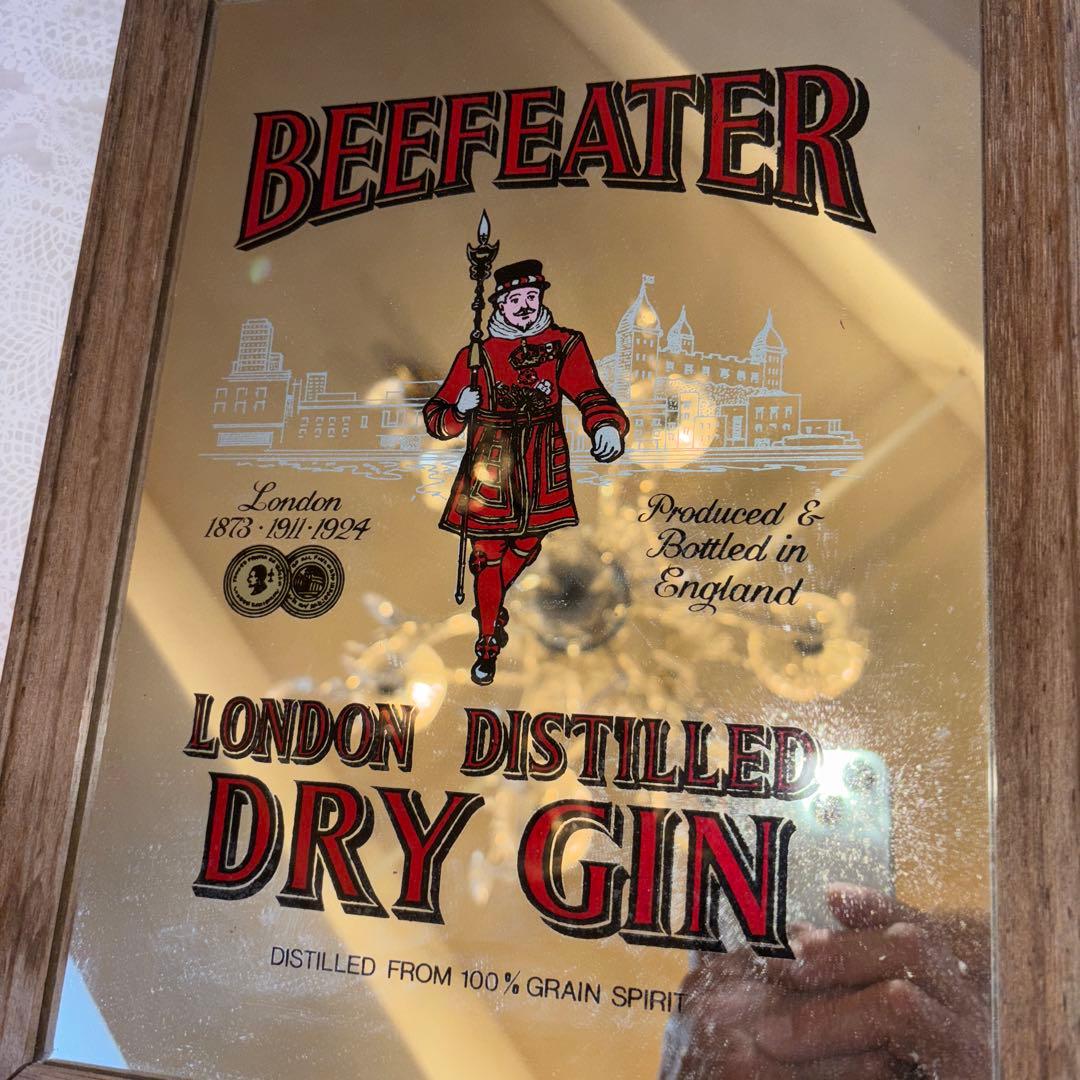 BEEFEATER
London
1873 · 1911 · 1924
Produced &
Bottled in
England
LONDON DISTILLED
DRY GIN
DISTILLED FROM 100% GRAIN SPIRIT